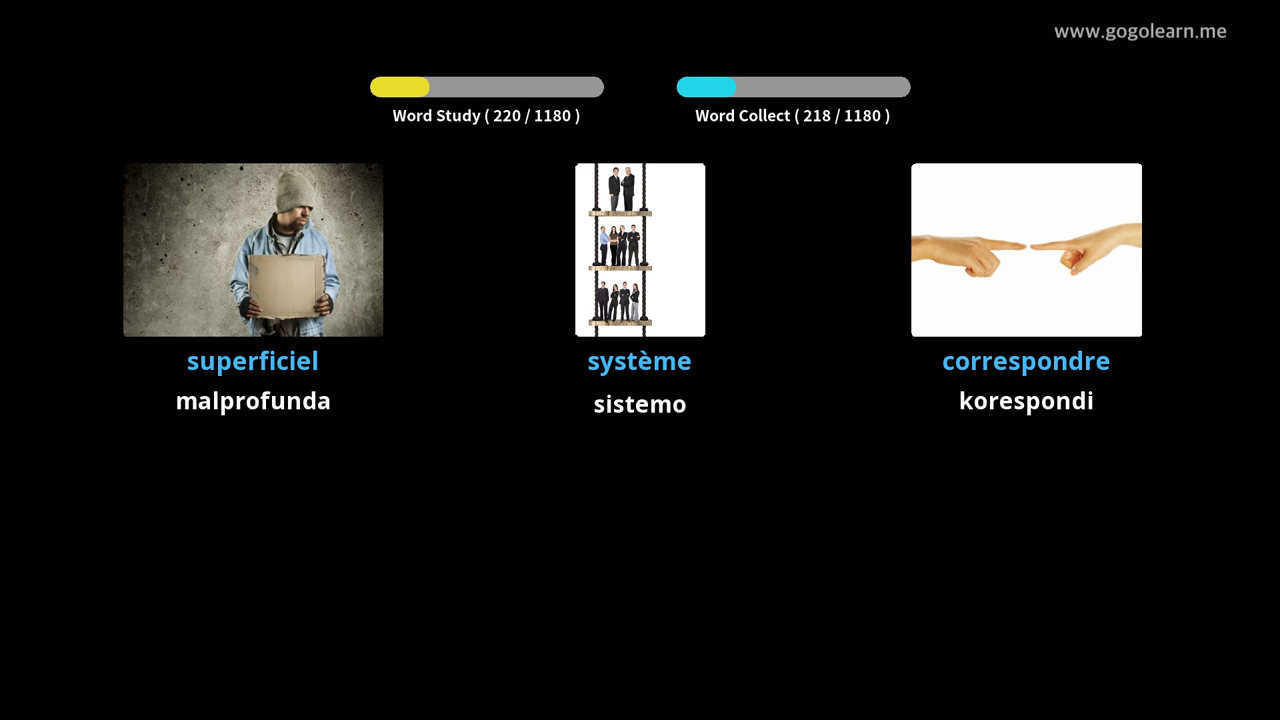 www.gogolearn.me
Word Study ( 220 / 1180 )
Word Collect ( 218 / 1180 )
superficiel
malprofunda
système
sistemo
correspondre
korespondi